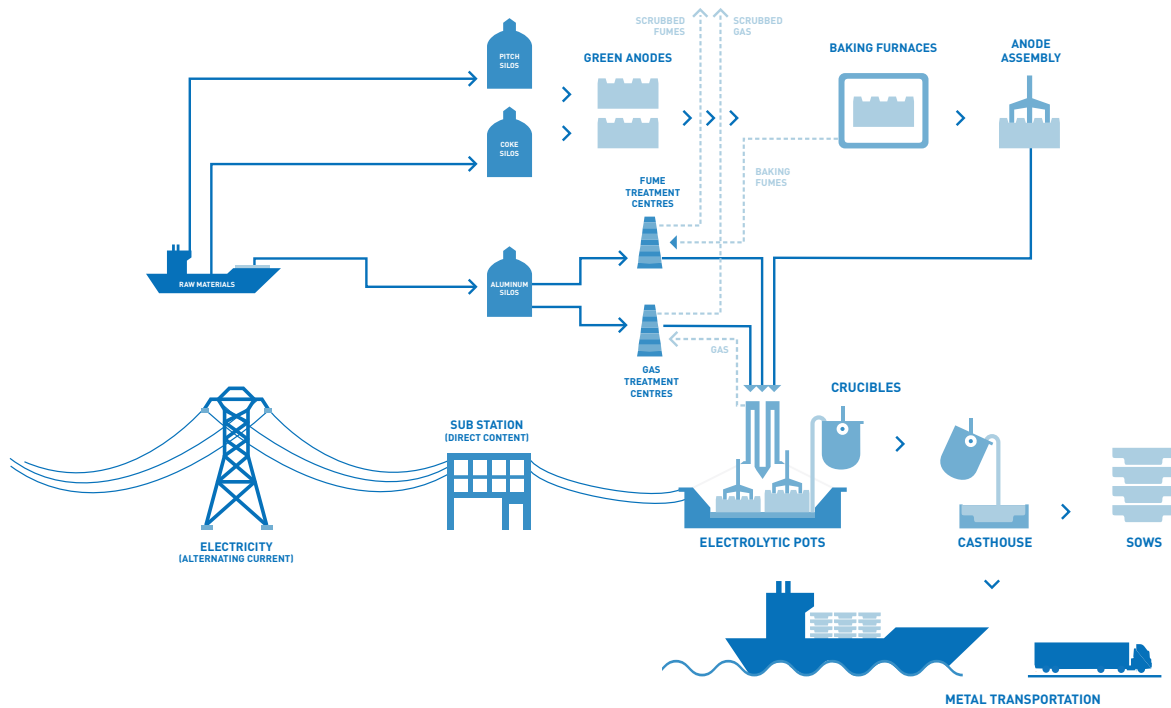 SCRUBBED
FUMES
SCRUBBED
GAS
PITCH
SILOS
GREEN ANODES
BAKING FURNACES
ANODE
ASSEMBLY
COKE
SILOS
FUME
TREATMENT
CENTRES
BAKING
FUMES
RAW MATERIALS
ALUMINUM
SILOS
GAS
GAS
TREATMENT
CENTRES
CRUCIBLES
SUB STATION
(DIRECT CONTENT)
ELECTRICITY
(ALTERNATING CURRENT)
ELECTROLYTIC POTS
CASTHOUSE
SOWS
METAL TRANSPORTATION